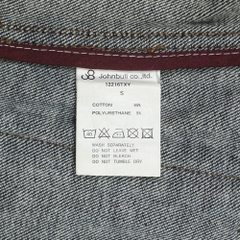 Johnbull co.,ltd.
S
COTTON
POLYURETHANE
WASH SEPARATELY
DO NOT LEAVE WET
DO NOT BLEACH
DO NOT TUMBLE DRY